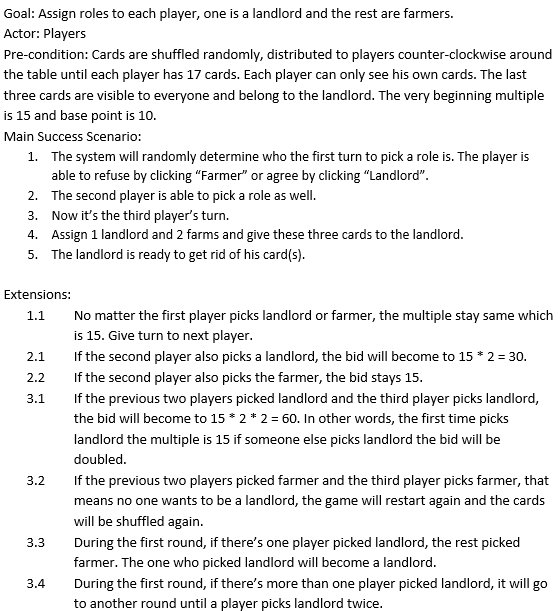 Goal: Assign roles to each player, one is a landlord and the rest are farmers.
Actor: Players
Pre-condition: Cards are shuffled randomly, distributed to players counter-clockwise around
the table until each player has 17 cards. Each player can only see his own cards. The last
three cards are visible to everyone and belong to the landlord. The very beginning multiple
is 15 and base point is 10.
Main Success Scenario:
1. The system will randomly determine who the first turn to pick a role is. The player is
able to refuse by clicking “Farmer” or agree by clicking “Landlord”.
2. The second player is able to pick a role as well.
3. Now it’s the third player’s turn.
4. Assign 1 landlord and 2 farms and give these three cards to the landlord.
5. The landlord is ready to get rid of his card(s).
Extensions:
1.1 No matter the first player picks landlord or farmer, the multiple stay same which
is 15. Give turn to next player.
2.1 If the second player also picks a landlord, the bid will become to 15 * 2 = 30.
2.2 If the second player also picks the farmer, the bid stays 15.
3.1 If the previous two players picked landlord and the third player picks landlord,
the bid will become to 15 * 2 * 2 = 60. In other words, the first time picks
landlord the multiple is 15 if someone else picks landlord the bid will be
doubled.
3.2 If the previous two players picked farmer and the third player picks farmer, that
means no one wants to be a landlord, the game will restart again and the cards
will be shuffled again.
3.3 During the first round, if there’s one player picked landlord, the rest picked
farmer. The one who picked landlord will become a landlord.
3.4 During the first round, if there’s more than one player picked landlord, it will go
to another round until a player picks landlord twice.